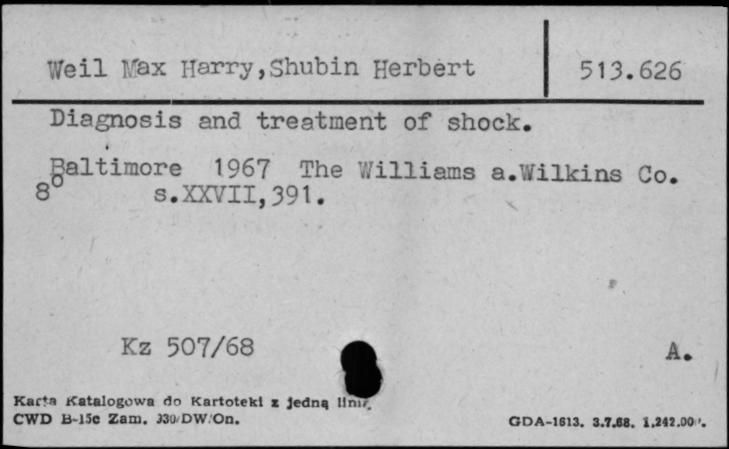 Weil Max Harry,Shubin Herbert
513.626
Diagnosis and treatment of shock.
Baltimore 1967 The Williams a.Wilkins Co.
8° s.XXVII,391.
Kz 507/68
A.
Karta Katalogowa do Kartoteki z jedną linią
CWD B-15c Zam. 330/DW/On.
GDA-1613. 3.7.68. 1.242.000.